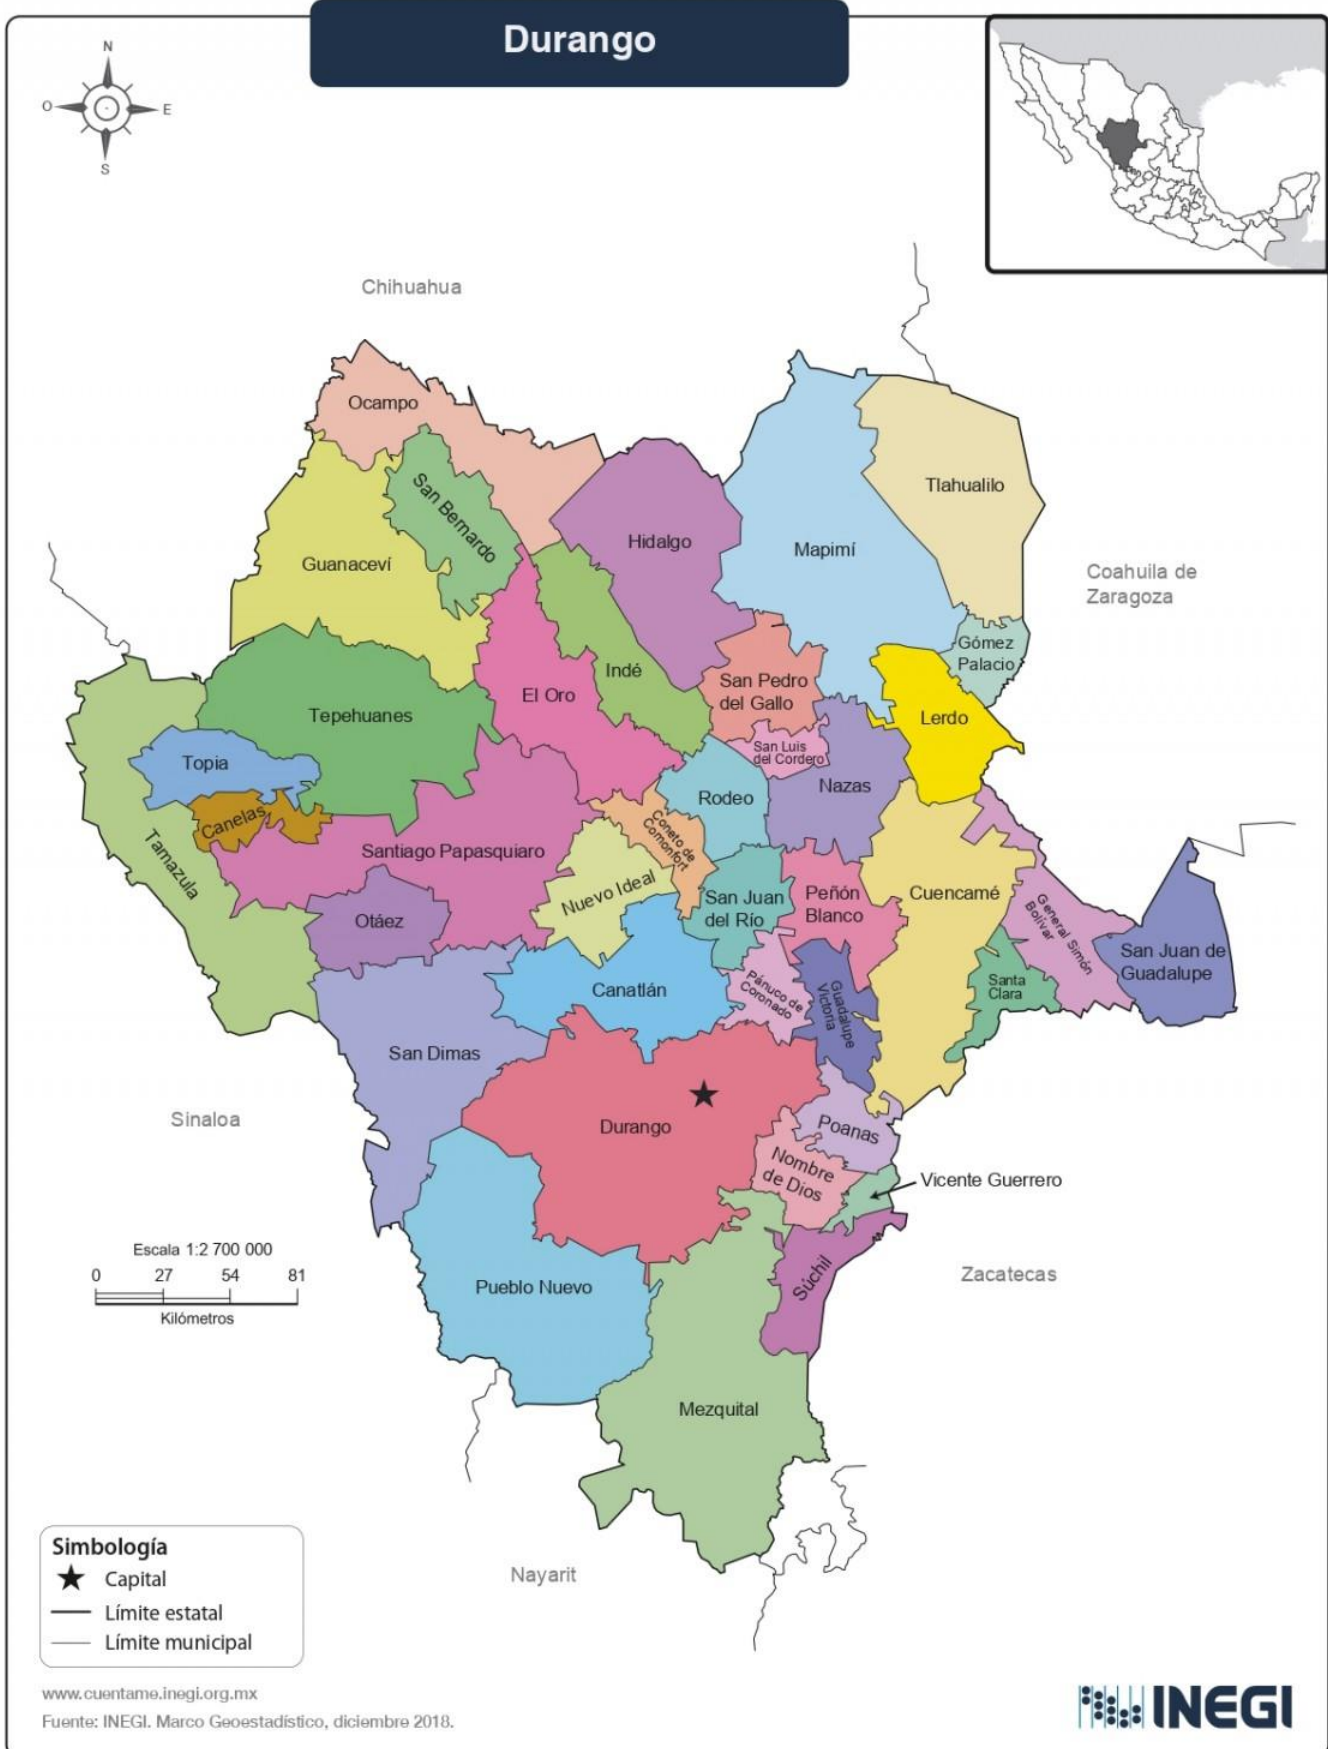 Durango
N
O
E
S
Chihuahua
Ocampo
San Bernardo
Guanaceví
Hidalgo
Mapimí
Tlahualilo
Coahuila de
Zaragoza
Gómez
Palacio
Indé
El Oro
San Pedro
del Gallo
Lerdo
Tepehuanes
San Luis
del Cordero
Topia
Nazas
Rodeo
Canelas
Coneto de
Comonfort
Santiago Papasquiaro
Tamazula
Nuevo Ideal
San Juan
del Río
Peñón
Blanco
Cuencamé
General Simón
Bolívar
Otáez
San Juan de
Guadalupe
Santa
Clara
Canatlán
Pánuco de
Coronado
Guadalupe
Victoria
San Dimas
Sinaloa
Durango
Poanas
Nombre
de Dios
Vicente Guerrero
Súchil
Zacatecas
Pueblo Nuevo
Escala 1:2 700 000
0 27 54 81
Kilómetros
Mezquital
Nayarit
Simbología
Capital
Límite estatal
Límite municipal
www.cuentame.inegi.org.mx
Fuente: INEGI. Marco Geoestadístico, diciembre 2018.
INEGI